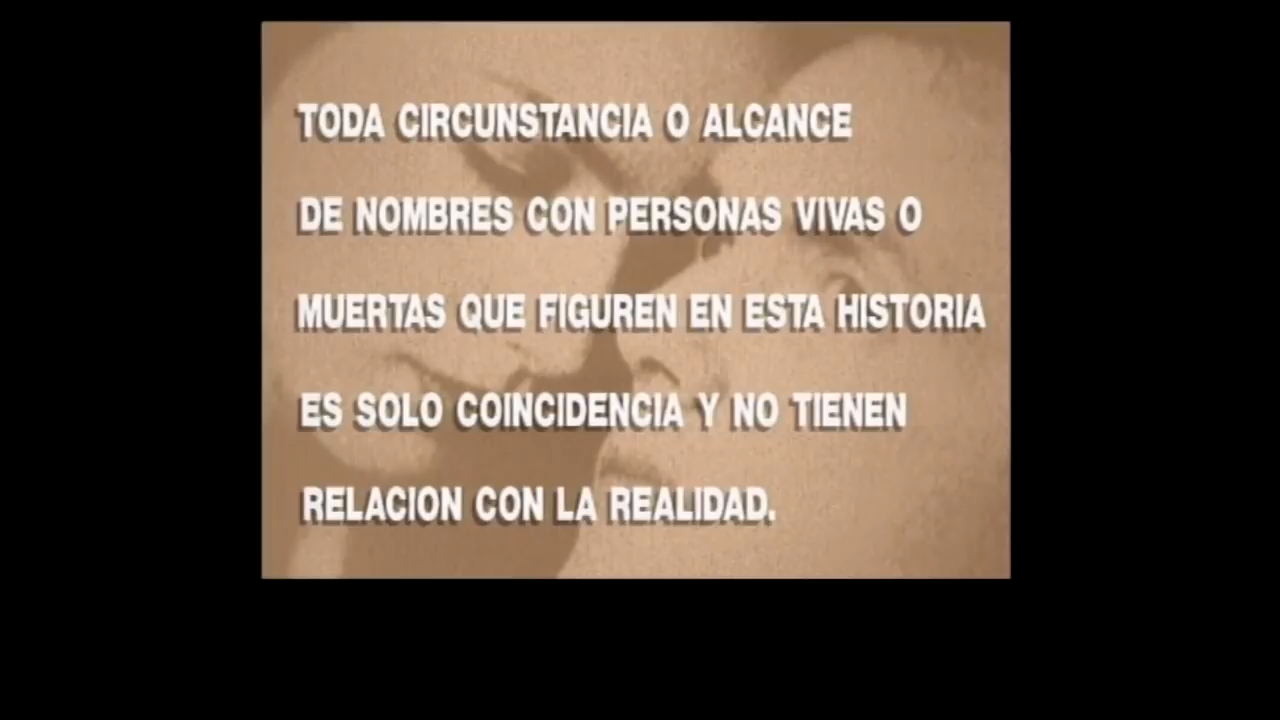 TODA CIRCUNSTANCIA O ALCANCE
DE NOMBRES CON PERSONAS VIVAS O
MUERTAS QUE FIGUREN EN ESTA HISTORIA
ES SOLO COINCIDENCIA Y NO TIENEN
RELACION CON LA REALIDAD.